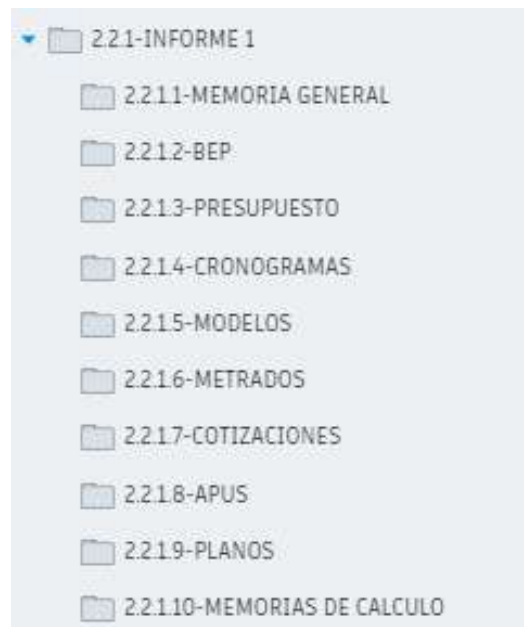 2.2.1-INFORME 1
2.2.1.1-MEMORIA GENERAL
2.2.1.2-BEP
2.2.1.3-PRESUPUESTO
2.2.1.4-CRONOGRAMAS
2.2.1.5-MODELOS
2.2.1.6-METRADOS
2.2.1.7-COTIZACIONES
2.2.1.8-APUS
2.2.1.9-PLANOS
2.2.1.10-MEMORIAS DE CALCULO